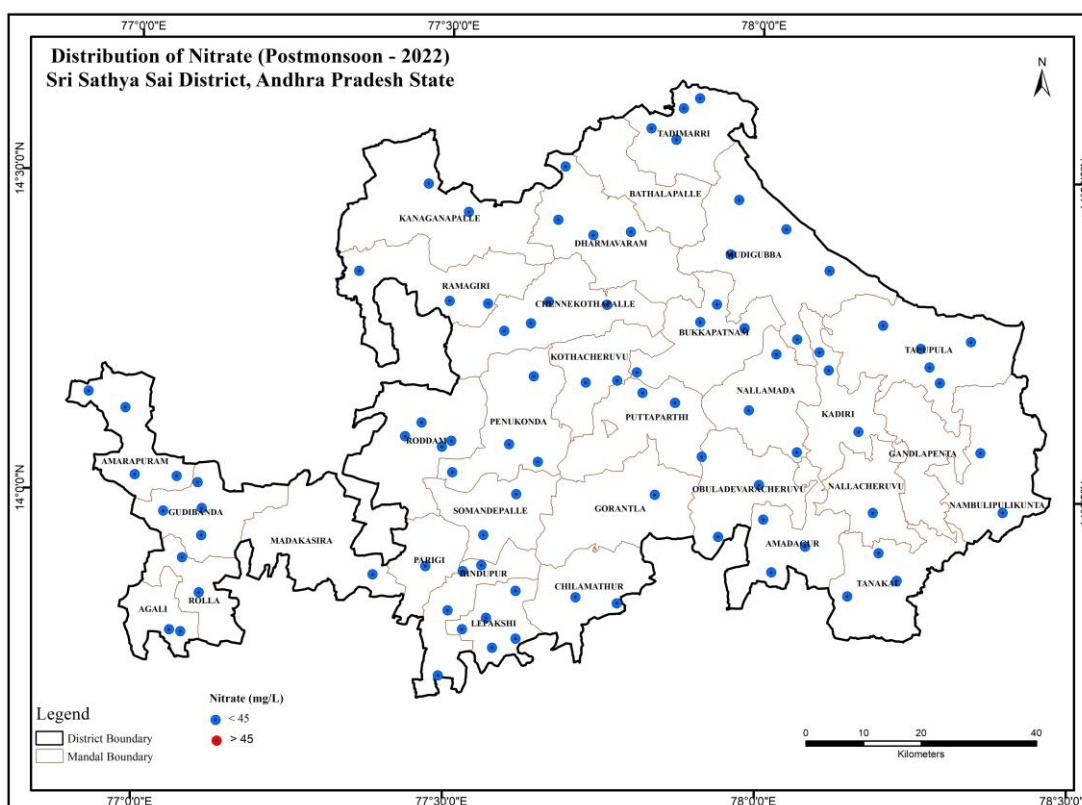 77°0'0"E 77°30'0"E 78°0'0"E
Distribution of Nitrate (Postmonsoon - 2022)
Sri Sathya Sai District, Andhra Pradesh State
N
14°30'0"N
TADIMARRI
BATHALAPALLE
KANAGANAPALLE
DHARMAVARAM
MUDIGUBBA
RAMAGIRI
CHENNEKOTHAPALLE
BUKKAPATNAM
KOTHACHERUVU
TALUPULA
NALLAMADA
PUTTAPARTHI
KADIRI
PENUKONDA
RODDAM
GANDLAPENTA
AMARAPURAM
OBULADEVARACHERUVU
NALLACHERUVU
14°0'0"N
NAMBULIPULIKUNTA
GUDIBANDA
SOMANDEPALLE
GORANTLA
MADAKASIRA
AMADAGUR
PARIGI
HINDUPUR
CHILAMATHUR
TANAKAL
ROLLA
AGALI
LEPAKSHI
Nitrate (mg/L)
< 45
> 45
Legend
District Boundary
Mandal Boundary
0 10 20 40
Kilometers
77°0'0"E 77°30'0"E 78°0'0"E 78°30'0"E